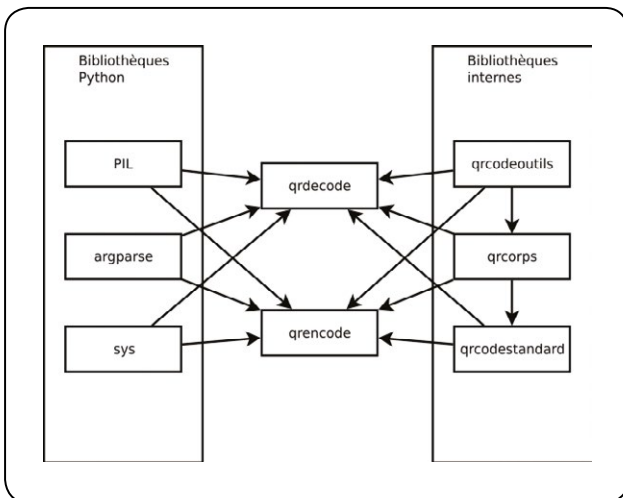 Bibliothèques
Python
Bibliothèques
internes
PIL
qrdecode
qrcodeoutils
argparse
qrcorps
sys
qrencode
qrcodestandard